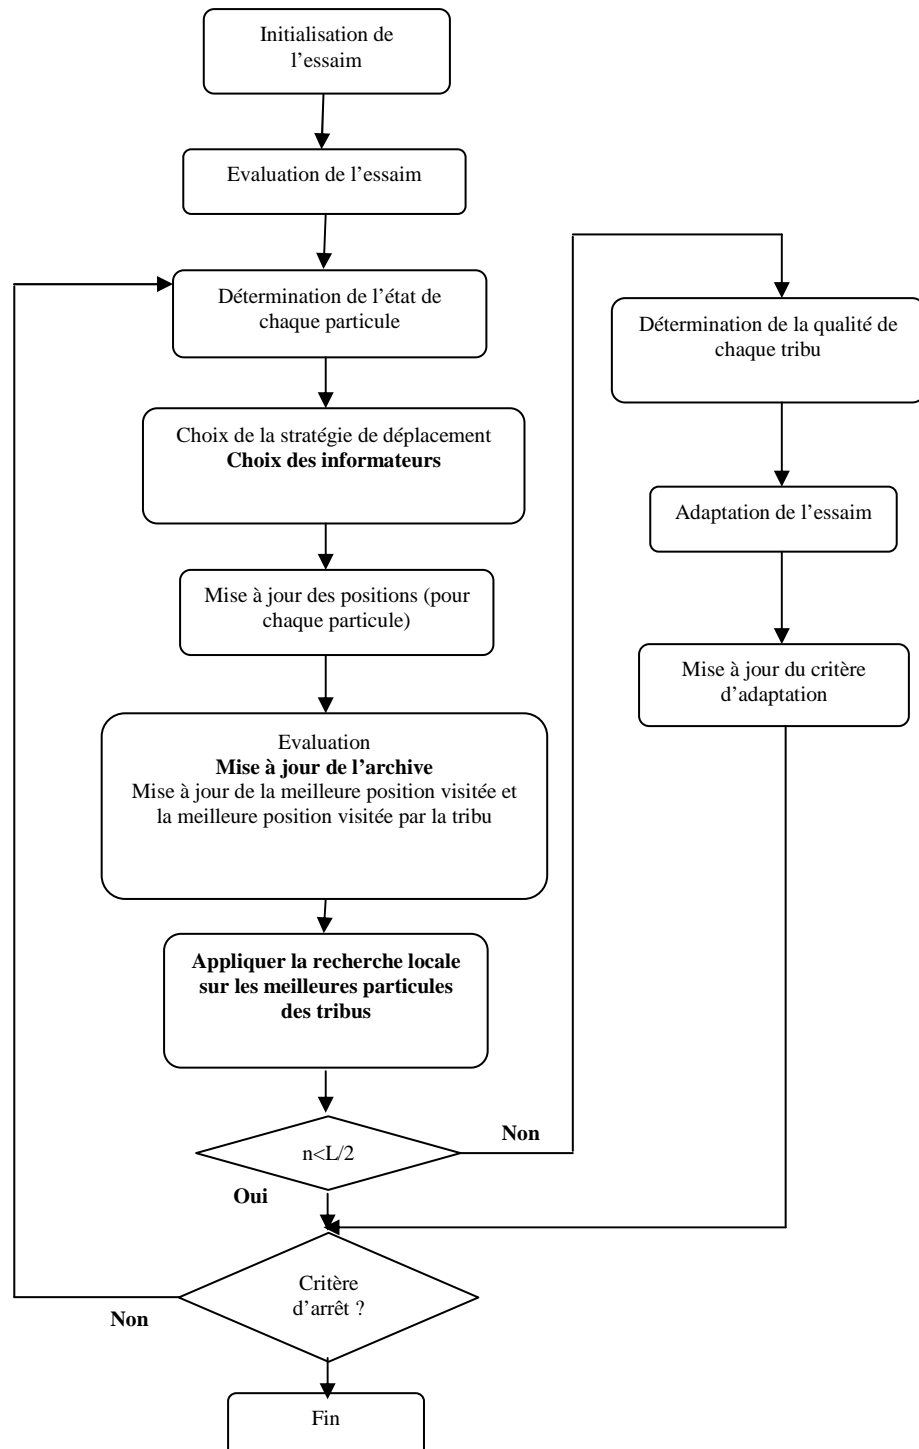 Initialisation de
l’essaim
Evaluation de l’essaim
Détermination de l’état de
chaque particule
Choix de la stratégie de déplacement
Choix des informateurs
Mise à jour des positions (pour
chaque particule)
Evaluation
Mise à jour de l’archive
Mise à jour de la meilleure position visitée et
la meilleure position visitée par la tribu
Appliquer la recherche locale
sur les meilleures particules
des tribus
n<L/2
Non
Oui
Détermination de la qualité de
chaque tribu
Adaptation de l’essaim
Mise à jour du critère
d’adaptation
Critère
d’arrêt ?
Non
Fin